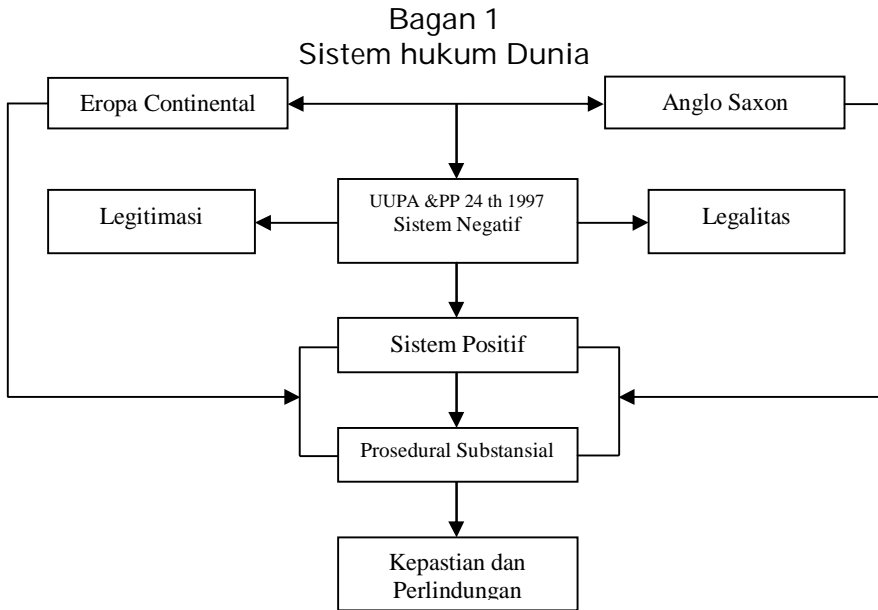 Bagan 1
Sistem hukum Dunia
Eropa Continental
Anglo Saxon
UUPA &PP 24 th 1997
Sistem Negatif
Legitimasi
Legalitas
Sistem Positif
Prosedural Substansial
Kepastian dan
Perlindungan